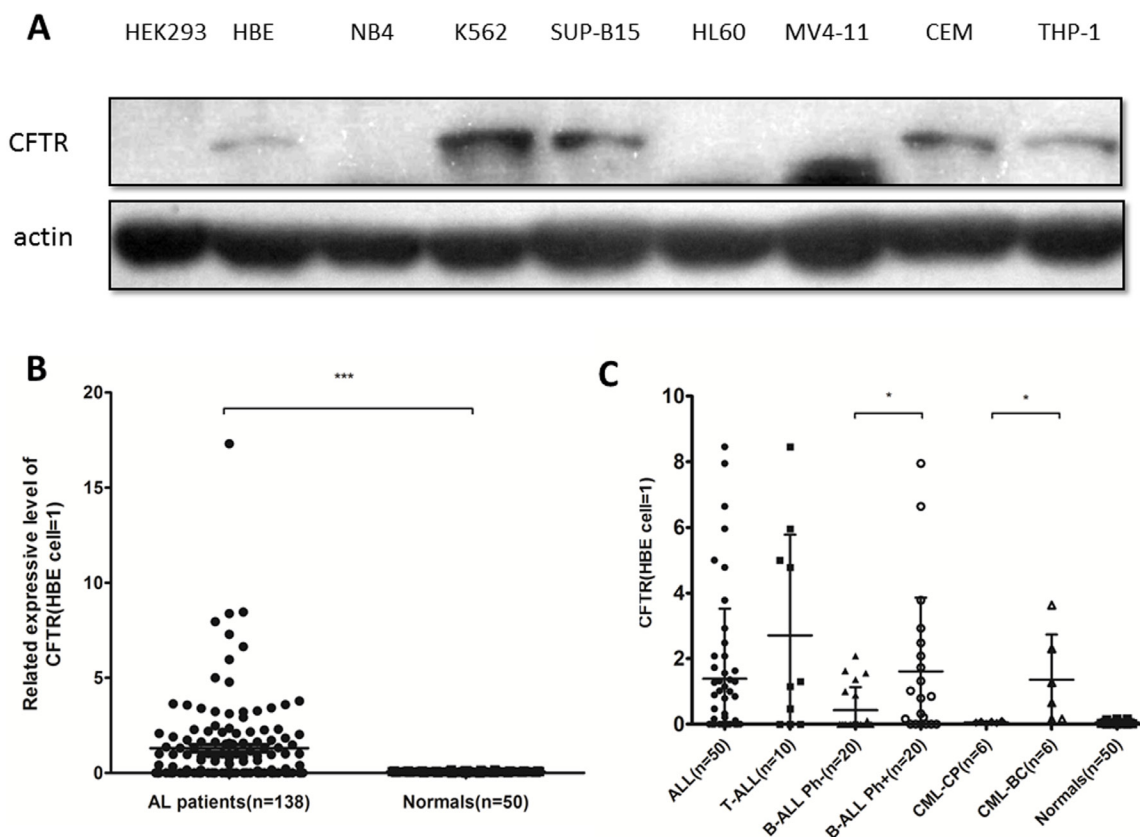 A
HEK293 HBE NB4 K562 SUP-B15 HL60 MV4-11 CEM THP-1
CFTR
actin
B
***
Related expressive level of
CFTR(HBE cell=1)
20
15
10
5
0
AL patients(n=138) Normals(n=50)
C
* *
CFTR(HBE cell=1)
10
8
6
4
2
0
ALL(n=50)
T-ALL(n=10)
B-ALL Ph-(n=20)
B-ALL Ph+(n=20)
CML-CP(n=6)
CML-BC(n=6)
Normals(n=50)